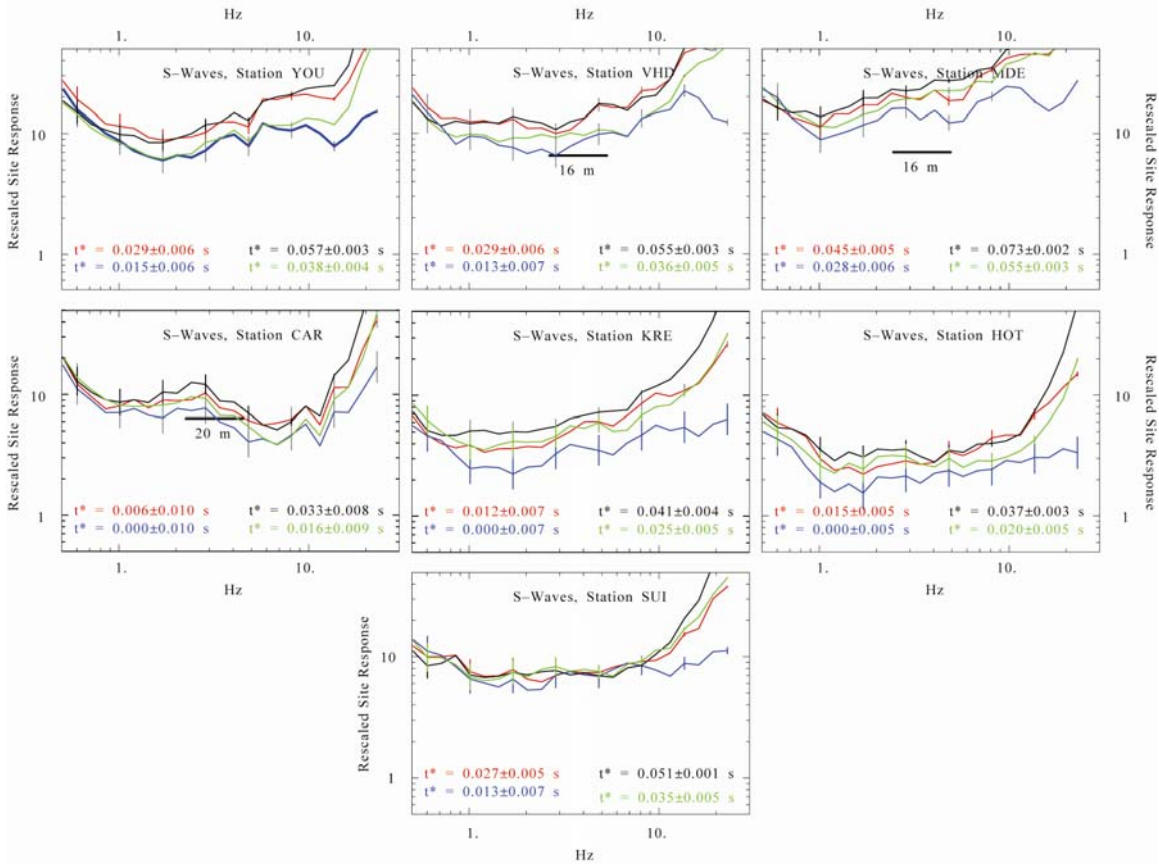 Hz Hz
1. 10. 1. 10. 1. 10.
S-Waves, Station YOU
S-Waves, Station VHD
S-Waves, Station MDE
Rescaled Site Response
10
1
16 m
16 m
10
1
Rescaled Site Response
t* = 0.029±0.006 s t* = 0.057±0.003 s
t* = 0.015±0.006 s t* = 0.038±0.004 s
t* = 0.029±0.006 s t* = 0.055±0.003 s
t* = 0.013±0.007 s t* = 0.036±0.005 s
t* = 0.045±0.005 s t* = 0.073±0.002 s
t* = 0.028±0.006 s t* = 0.055±0.003 s
S-Waves, Station CAR
S-Waves, Station KRE
S-Waves, Station HOT
Rescaled Site Response
10
1
20 m
10
1
Rescaled Site Response
t* = 0.006±0.010 s t* = 0.033±0.008 s
t* = 0.000±0.010 s t* = 0.016±0.009 s
t* = 0.012±0.007 s t* = 0.041±0.004 s
t* = 0.000±0.007 s t* = 0.025±0.005 s
t* = 0.015±0.005 s t* = 0.037±0.003 s
t* = 0.000±0.005 s t* = 0.020±0.005 s
1. 10. 1. 10.
Hz Hz
S-Waves, Station SUI
Rescaled Site Response
10
1
t* = 0.027±0.005 s t* = 0.051±0.001 s
t* = 0.013±0.007 s t* = 0.035±0.005 s
1. 10.
Hz